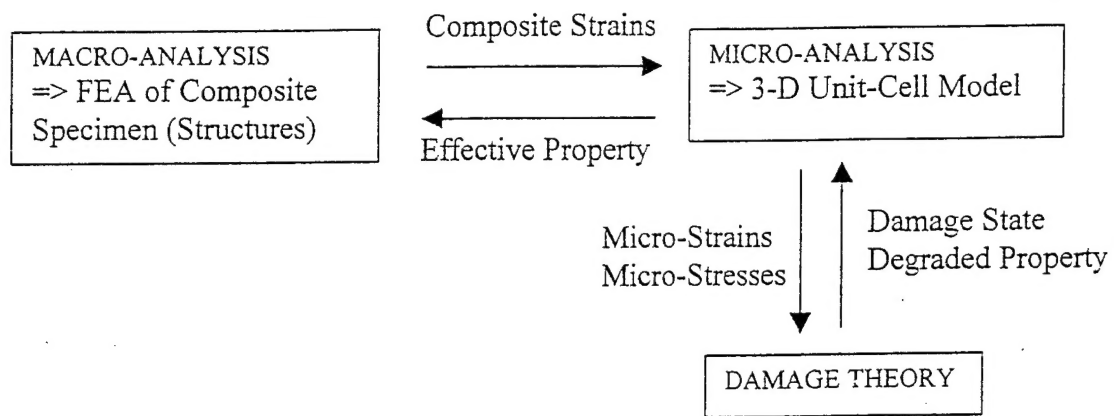 Composite Strains
MACRO-ANALYSIS
=> FEA of Composite
Specimen (Structures)
MICRO-ANALYSIS
=> 3-D Unit-Cell Model
Effective Property
Micro-Strains
Micro-Stresses
Damage State
Degraded Property
DAMAGE THEORY